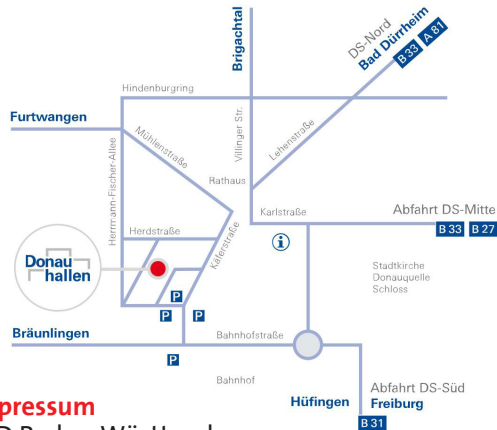 DS-Nord
Bad Dürrheim
B 33 A 81
Brigachtal
Hindenburgring
Furtwangen
Mühlenstraße
Villinger Str.
Lehenstraße
Herrmann-Fischer-Allee
Rathaus
Karlstraße
Abfahrt DS-Mitte
B 33 B 27
Herdstraße
Käferstraße
i
Donau
hallen
Stadtkirche
Donauquelle
Schloss
P
P P
Bräunlingen
Bahnhofstraße
P
Bahnhof
Abfahrt DS-Süd
Hüfingen Freiburg
B 31
pressum